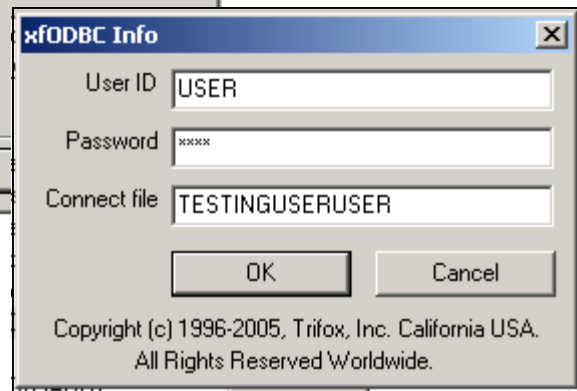 xfODBC Info
User ID USER
Password ****
Connect file TESTINGUSERUSER
OK Cancel
Copyright (c) 1996-2005, Trifox, Inc. California USA.
All Rights Reserved Worldwide.